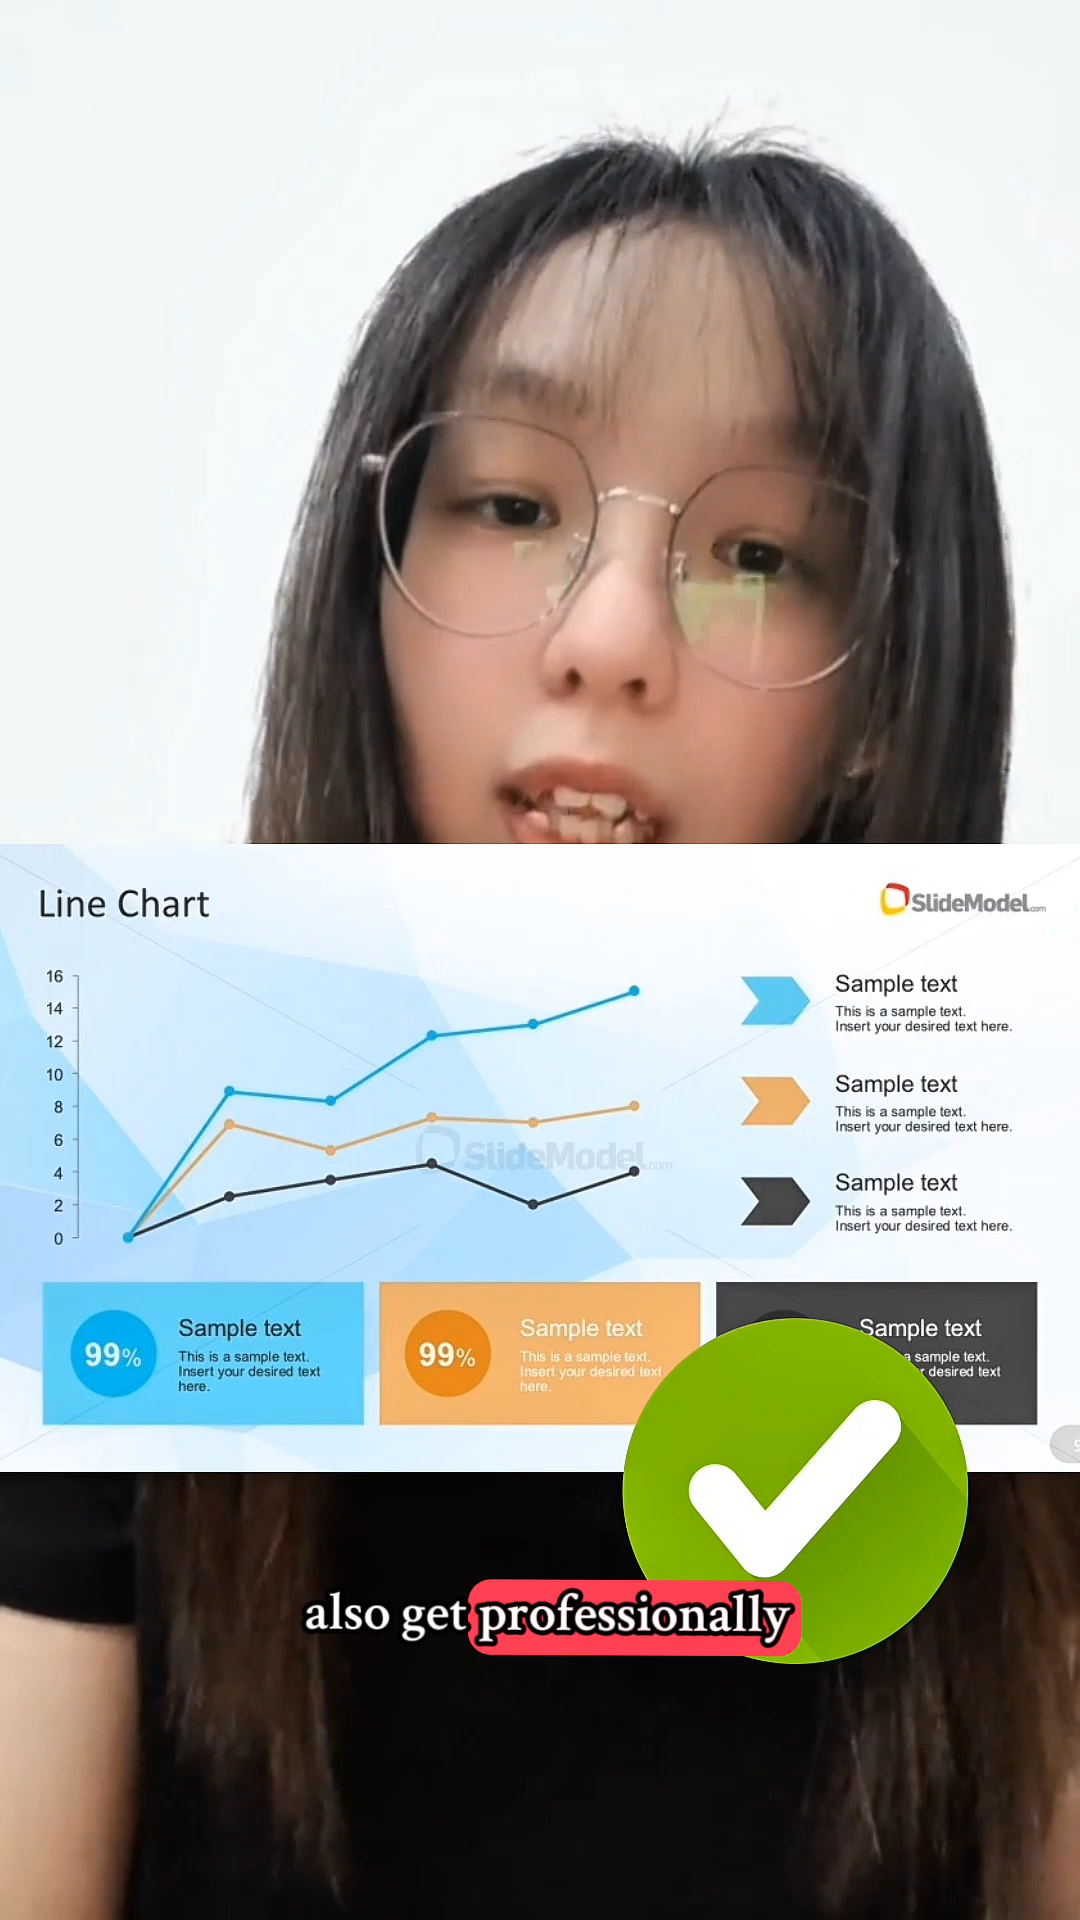 Line Chart
SlideModel.com
16
14
12
10
8
6
4
2
0
SlideModel.com
Sample text
This is a sample text.
Insert your desired text here.
Sample text
This is a sample text.
Insert your desired text here.
Sample text
This is a sample text.
Insert your desired text here.
99%
Sample text
This is a sample text.
Insert your desired text
here.
99%
Sample text
This is a sample text.
Insert your desired text
here.
Sample text
a sample text.
desired text
also get professionally